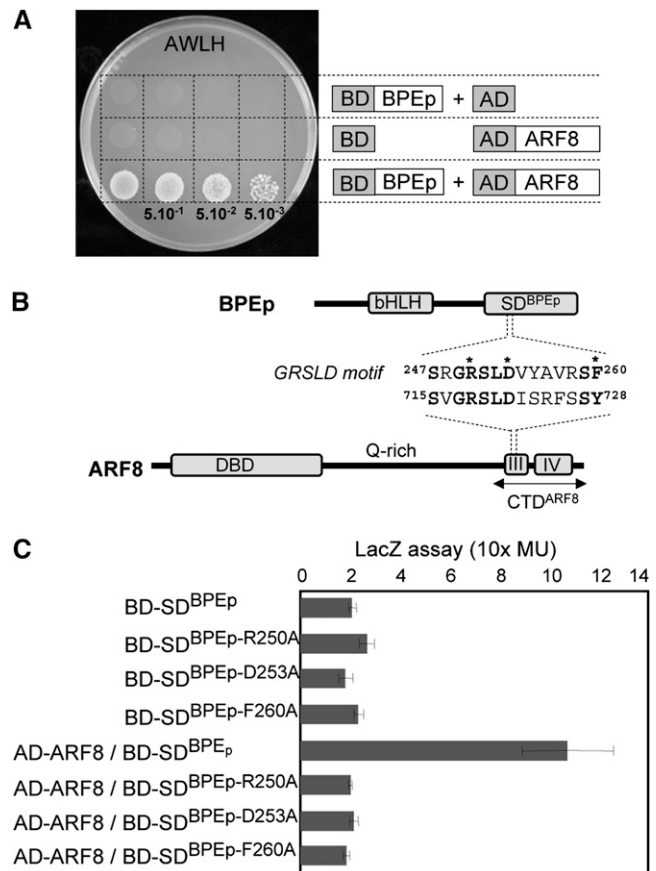 A
AWLH
BD BPEp + AD
BD AD ARF8
BD BPEp + AD ARF8
5.10-1 5.10-2 5.10-3
B
BPEp bHLH SDBPEp
* * *
GRSLD motif 247SRGRSLDVYAVRSF260
715SVGRSLDISRFSSY728
ARF8 DBD Q-rich III IV
CTDARF8
C
LacZ assay (10x MU)
0 2 4 6 8 10 12 14
BD-SDBPEp
BD-SDBPEp-R250A
BD-SDBPEp-D253A
BD-SDBPEp-F260A
AD-ARF8 / BD-SDBPEp
AD-ARF8 / BD-SDBPEp-R250A
AD-ARF8 / BD-SDBPEp-D253A
AD-ARF8 / BD-SDBPEp-F260A